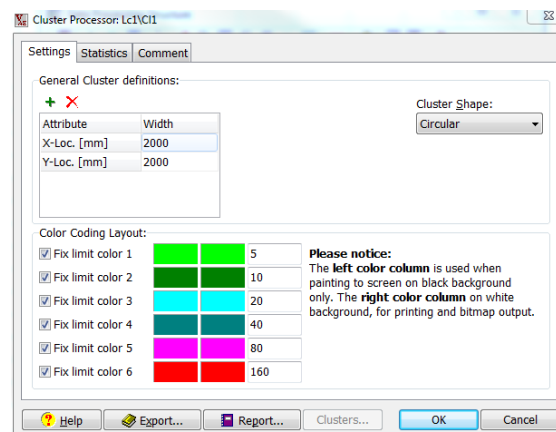 Cluster Processor: Lc1\Cl1
Settings Statistics Comment
General Cluster definitions:
Cluster Shape:
Attribute Width
Circular
X-Loc. [mm] 2000
Y-Loc. [mm] 2000
Color Coding Layout:
Fix limit color 1 5
Fix limit color 2 10
Fix limit color 3 20
Fix limit color 4 40
Fix limit color 5 80
Fix limit color 6 160
Please notice:
The left color column is used when
painting to screen on black background
only. The right color column on white
background, for printing and bitmap output.
Help Export... Report... Clusters... OK Cancel